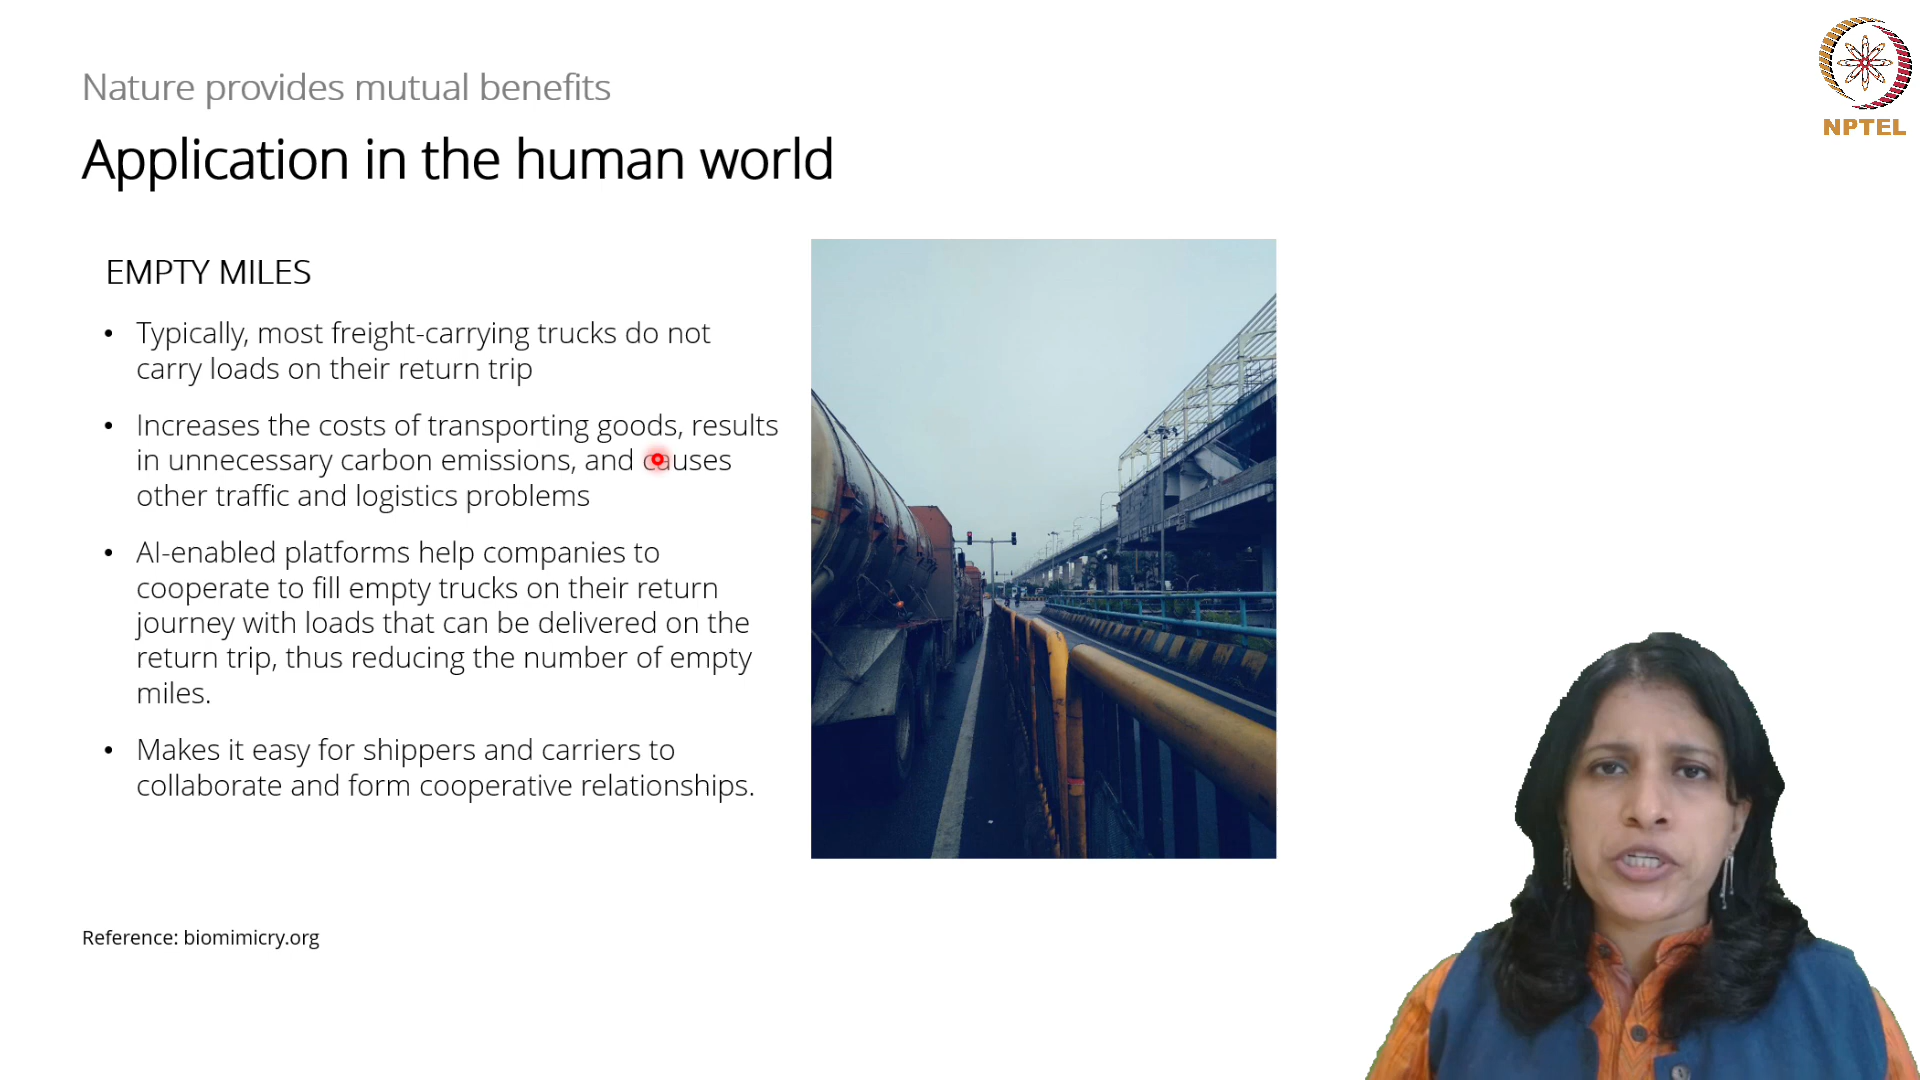 Nature provides mutual benefits
Application in the human world
NPTEL
EMPTY MILES
• Typically, most freight-carrying trucks do not
carry loads on their return trip
• Increases the costs of transporting goods, results
in unnecessary carbon emissions, and causes
other traffic and logistics problems
• AI-enabled platforms help companies to
cooperate to fill empty trucks on their return
journey with loads that can be delivered on the
return trip, thus reducing the number of empty
miles.
• Makes it easy for shippers and carriers to
collaborate and form cooperative relationships.
Reference: biomimicry.org